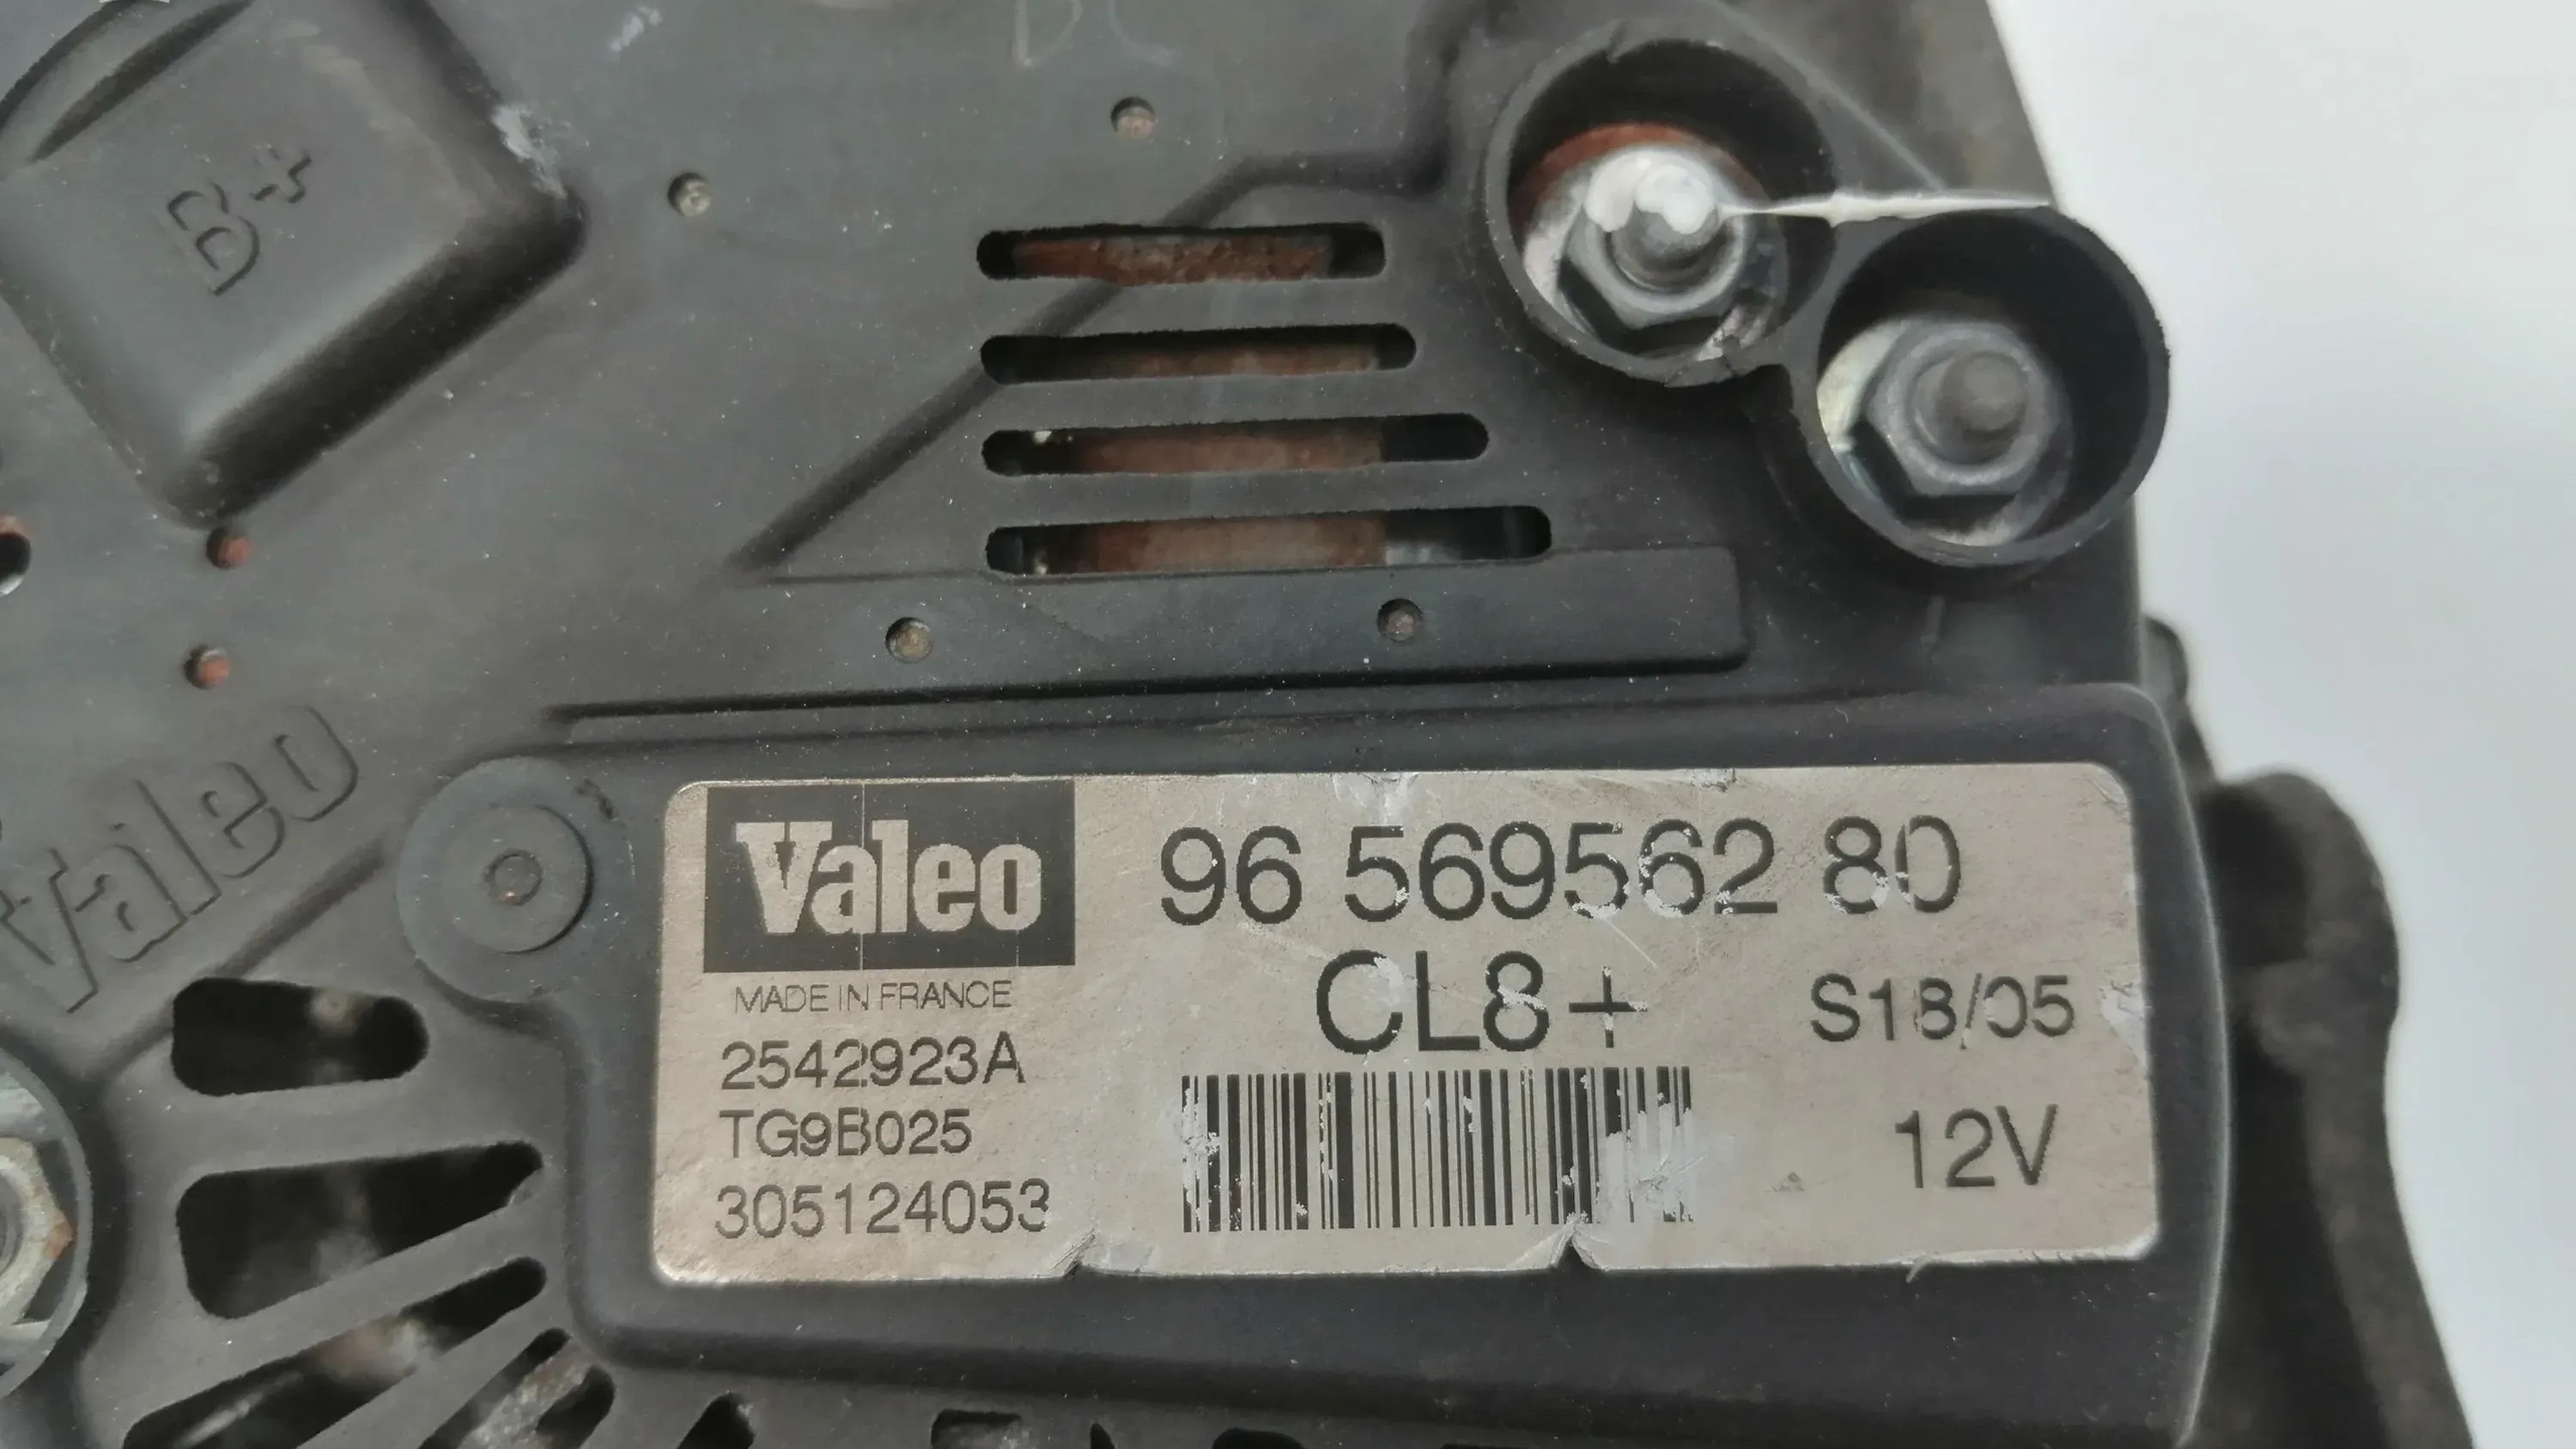 B+
Valeo
Valeo
96 569562 80
MADE IN FRANCE
CL8+
S18/05
2542923A
TG9B025
12V
305124053